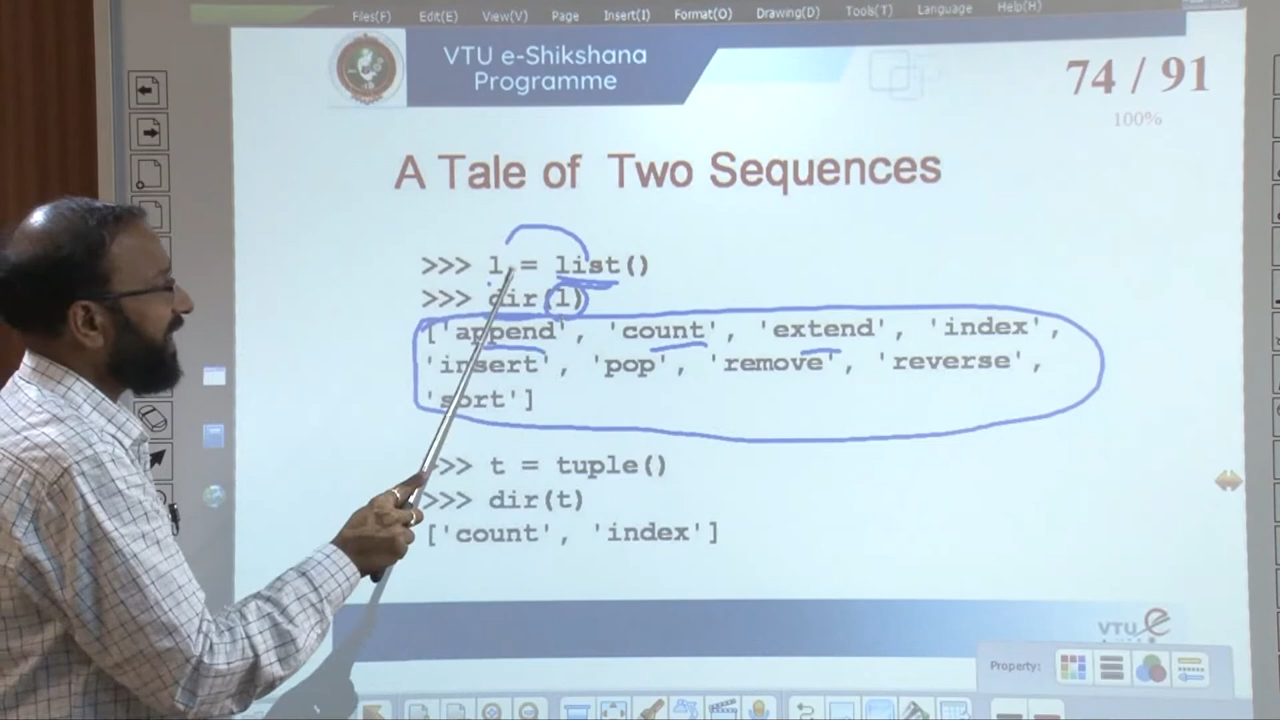 Files(F) Edit(E) View(V) Page Insert(I) Format(O) Drawing(D) Tools(T) Language Help(H)
VTU e-Shikshana
Programme
74 / 91
100%
A Tale of Two Sequences
>>> l = list()
>>> dir(l)
['append', 'count', 'extend', 'index',
'insert', 'pop', 'remove', 'reverse',
'sort']
>>> t = tuple()
>>> dir(t)
['count', 'index']
VTU e
Property: